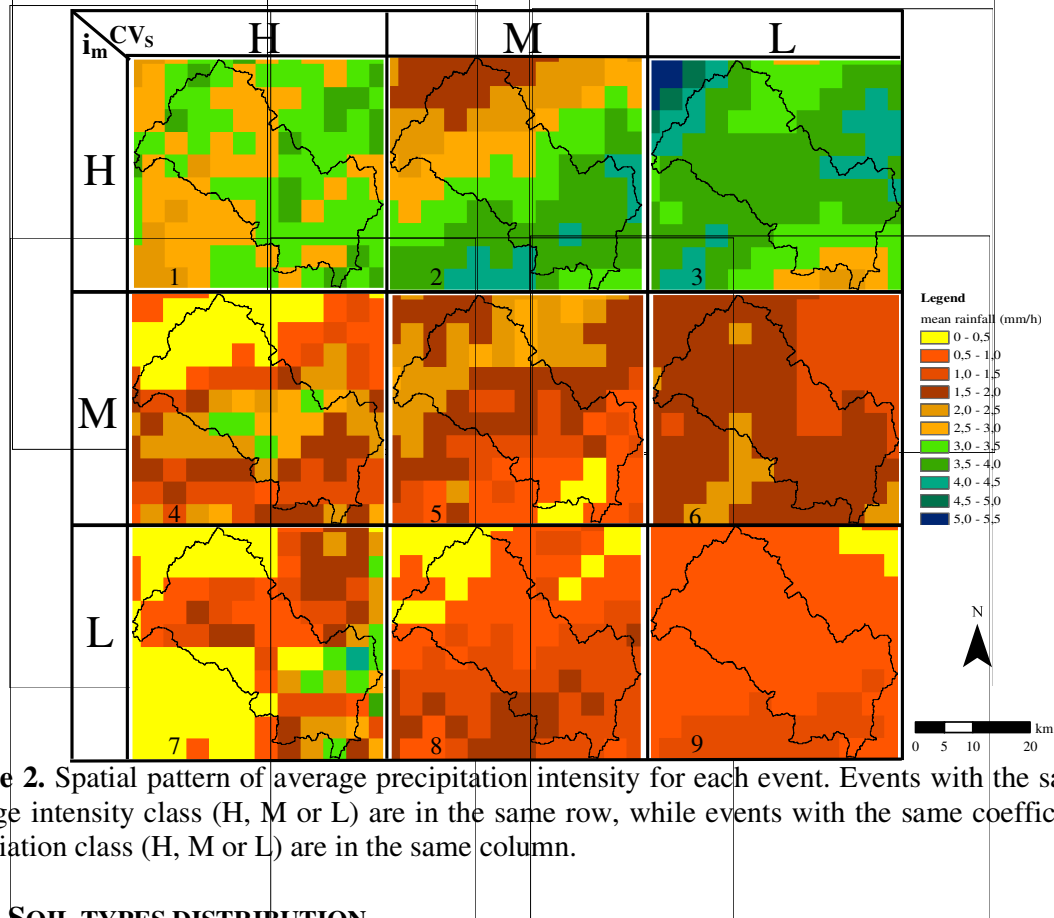 im CVS H M L
H
1 2 3
M
4 5 6
L
7 8 9
Legend
mean rainfall (mm/h)
0 - 0,5
0,5 - 1,0
1,0 - 1,5
1,5 - 2,0
2,0 - 2,5
2,5 - 3,0
3,0 - 3,5
3,5 - 4,0
4,0 - 4,5
4,5 - 5,0
5,0 - 5,5
N
km
0 5 10 20
e 2. Spatial pattern of average precipitation intensity for each event. Events with the sa
ge intensity class (H, M or L) are in the same row, while events with the same coeffic
iation class (H, M or L) are in the same column.
SOIL TYPES DISTRIBUTION